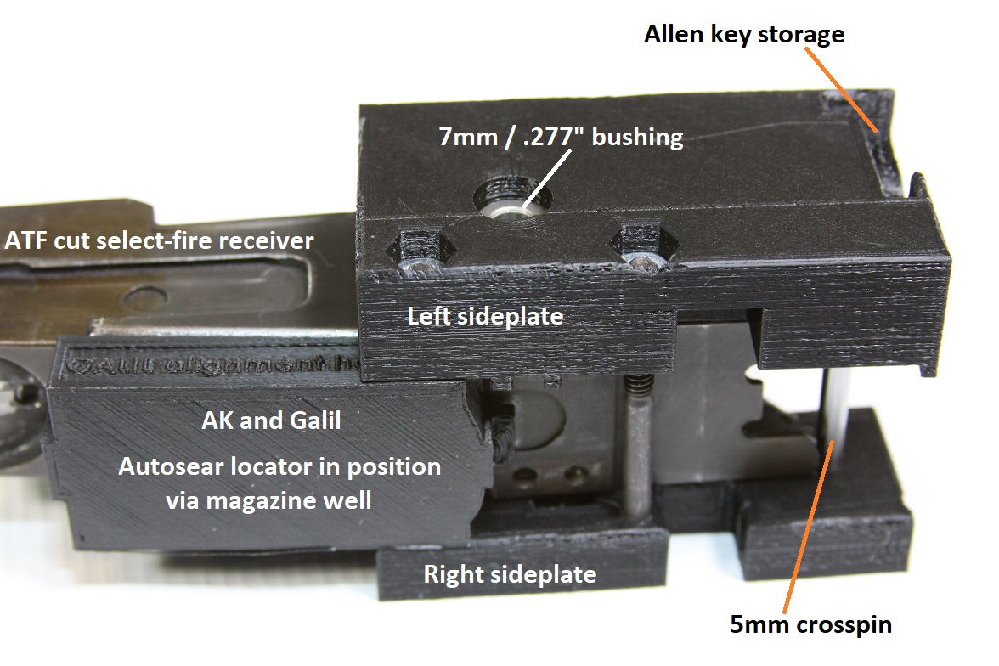 Allen key storage
7mm / .277" bushing
ATF cut select-fire receiver
Left sideplate
alignment
AK and Galil
Autosear locator in position
via magazine well
Right sideplate
5mm crosspin